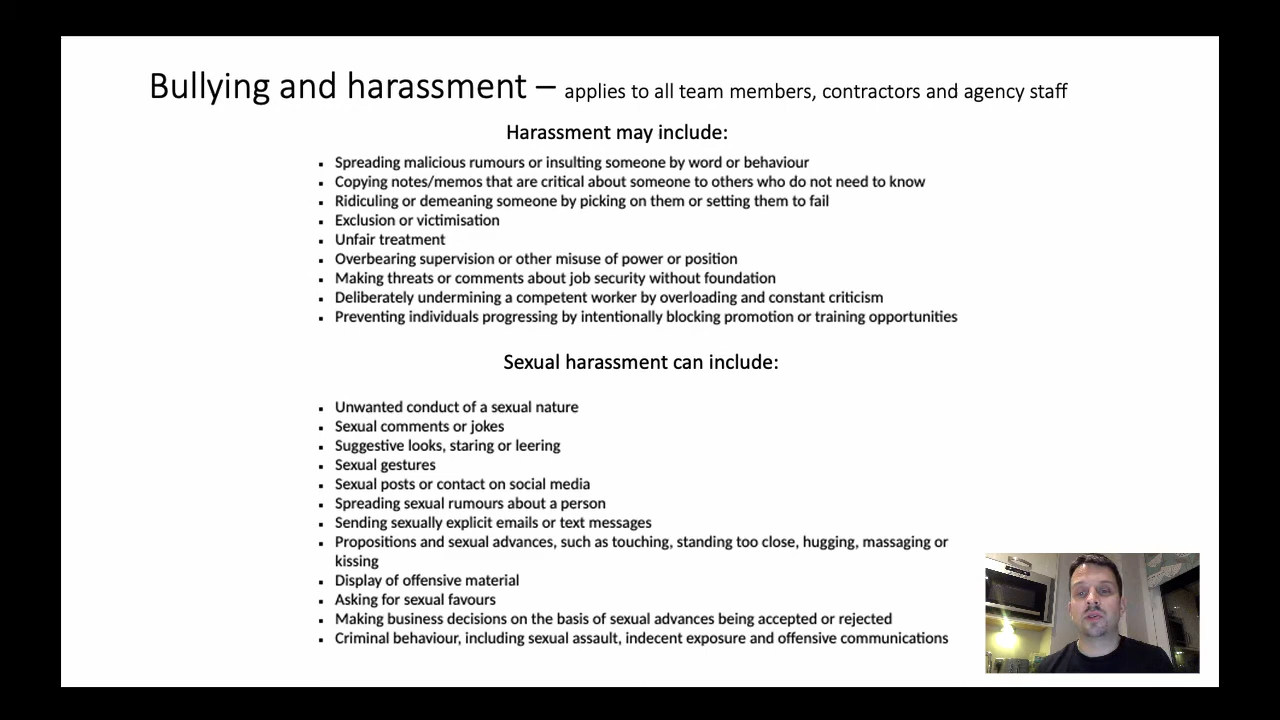 Bullying and harassment – applies to all team members, contractors and agency staff
Harassment may include:
▪ Spreading malicious rumours or insulting someone by word or behaviour
▪ Copying notes/memos that are critical about someone to others who do not need to know
▪ Ridiculing or demeaning someone by picking on them or setting them to fail
▪ Exclusion or victimisation
▪ Unfair treatment
▪ Overbearing supervision or other misuse of power or position
▪ Making threats or comments about job security without foundation
▪ Deliberately undermining a competent worker by overloading and constant criticism
▪ Preventing individuals progressing by intentionally blocking promotion or training opportunities
Sexual harassment can include:
▪ Unwanted conduct of a sexual nature
▪ Sexual comments or jokes
▪ Suggestive looks, staring or leering
▪ Sexual gestures
▪ Sexual posts or contact on social media
▪ Spreading sexual rumours about a person
▪ Sending sexually explicit emails or text messages
▪ Propositions and sexual advances, such as touching, standing too close, hugging, massaging or
kissing
▪ Display of offensive material
▪ Asking for sexual favours
▪ Making business decisions on the basis of sexual advances being accepted or rejected
▪ Criminal behaviour, including sexual assault, indecent exposure and offensive communications